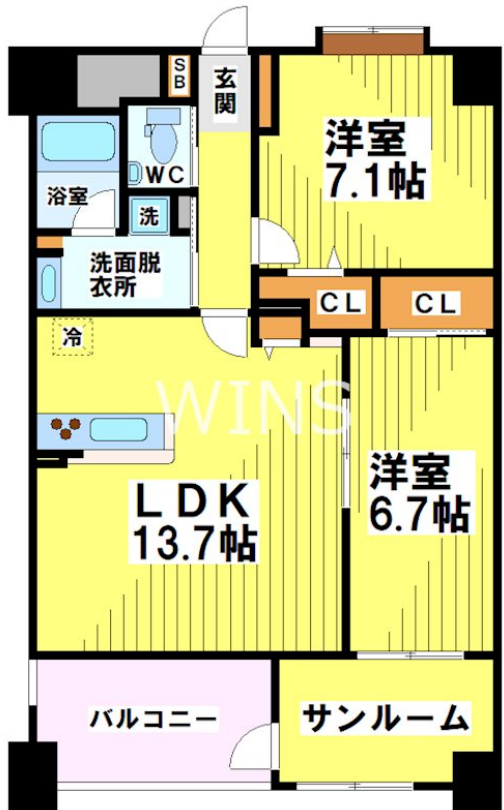 SB
玄関
洋室
7.1帖
WC
浴室
洗
洗面脱
衣所
CL
CL
冷
WINS
LDK
13.7帖
洋室
6.7帖
バルコニー
サンルーム